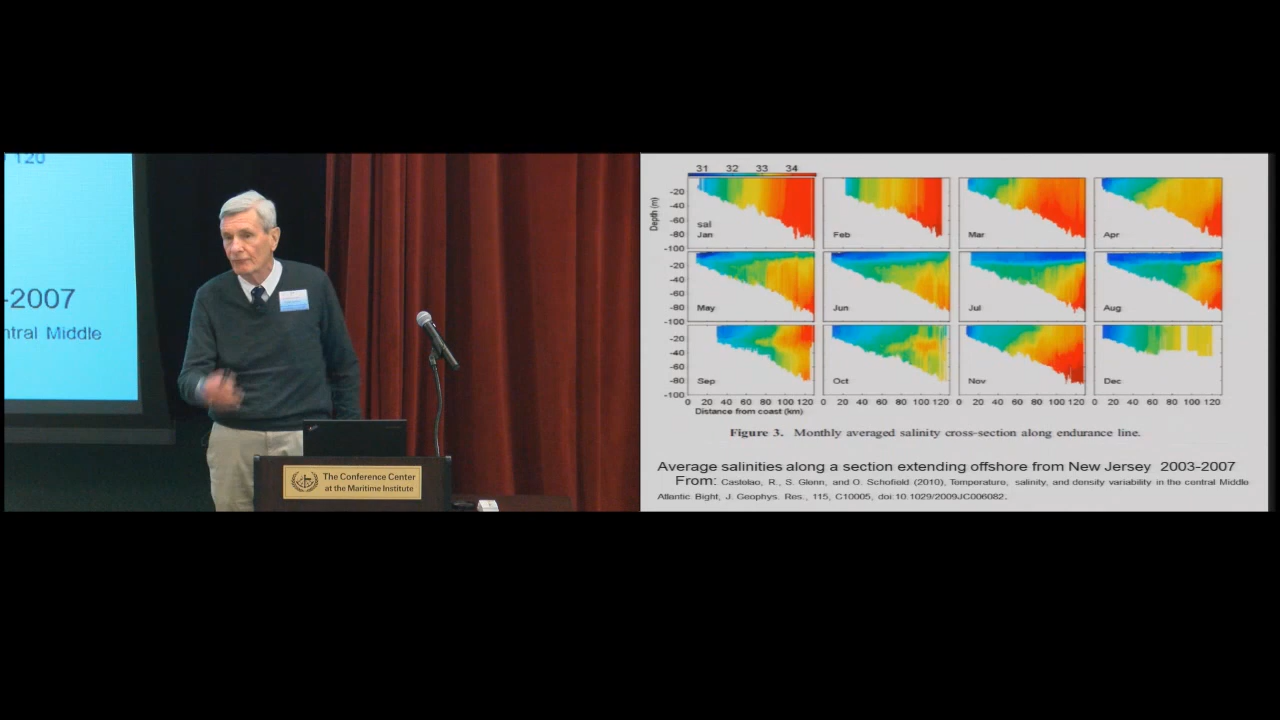 120
-2007
ntral Middle
The Conference Center
at the Maritime Institute
31 32 33 34
Depth (m)
-20
-40
-60
-80
-100
sal
Jan
Feb
Mar
Apr
-20
-40
-60
-80
-100
May
Jun
Jul
Aug
-20
-40
-60
-80
-100
Sep
Oct
Nov
Dec
0 20 40 60 80 100 120
0 20 40 60 80 100 120
0 20 40 60 80 100 120
0 20 40 60 80 100 120
Distance from coast (km)
Figure 3. Monthly averaged salinity cross-section along endurance line.
Average salinities along a section extending offshore from New Jersey 2003-2007
From: Castelao, R., S. Glenn, and O. Schofield (2010), Temperature, salinity, and density variability in the central Middle
Atlantic Bight, J. Geophys. Res., 115, C10005, doi:10.1029/2009JC006082.